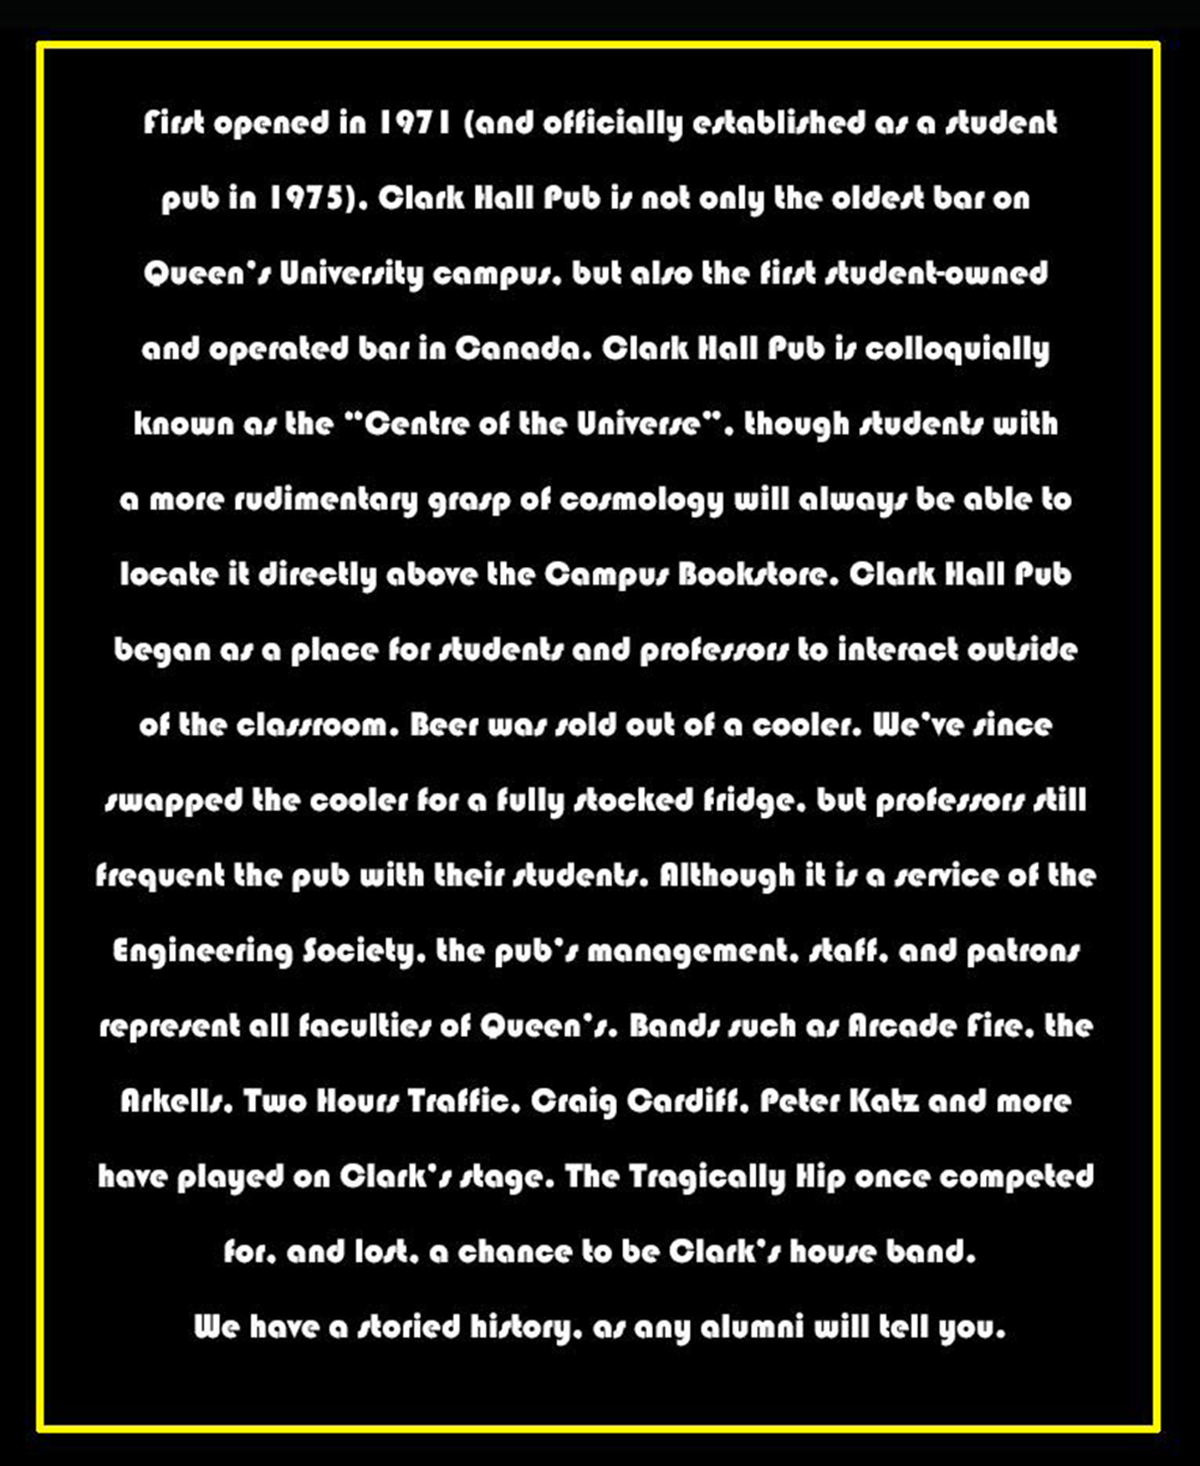 First opened in 1971 (and officially established as a student
pub in 1975), Clark Hall Pub is not only the oldest bar on
Queen's University campus, but also the first student-owned
and operated bar in Canada. Clark Hall Pub is colloquially
known as the "Centre of the Universe", though students with
a more rudimentary grasp of cosmology will always be able to
locate it directly above the Campus Bookstore. Clark Hall Pub
began as a place for students and professors to interact outside
of the classroom. Beer was sold out of a cooler. We've since
swapped the cooler for a fully stocked fridge, but professors still
frequent the pub with their students. Although it is a service of the
Engineering Society, the pub's management, staff, and patrons
represent all faculties of Queen's. Bands such as Arcade Fire, the
Arkells, Two Hours Traffic, Craig Cardiff, Peter Katz and more
have played on Clark's stage. The Tragically Hip once competed
for, and lost, a chance to be Clark's house band.
We have a storied history, as any alumni will tell you.